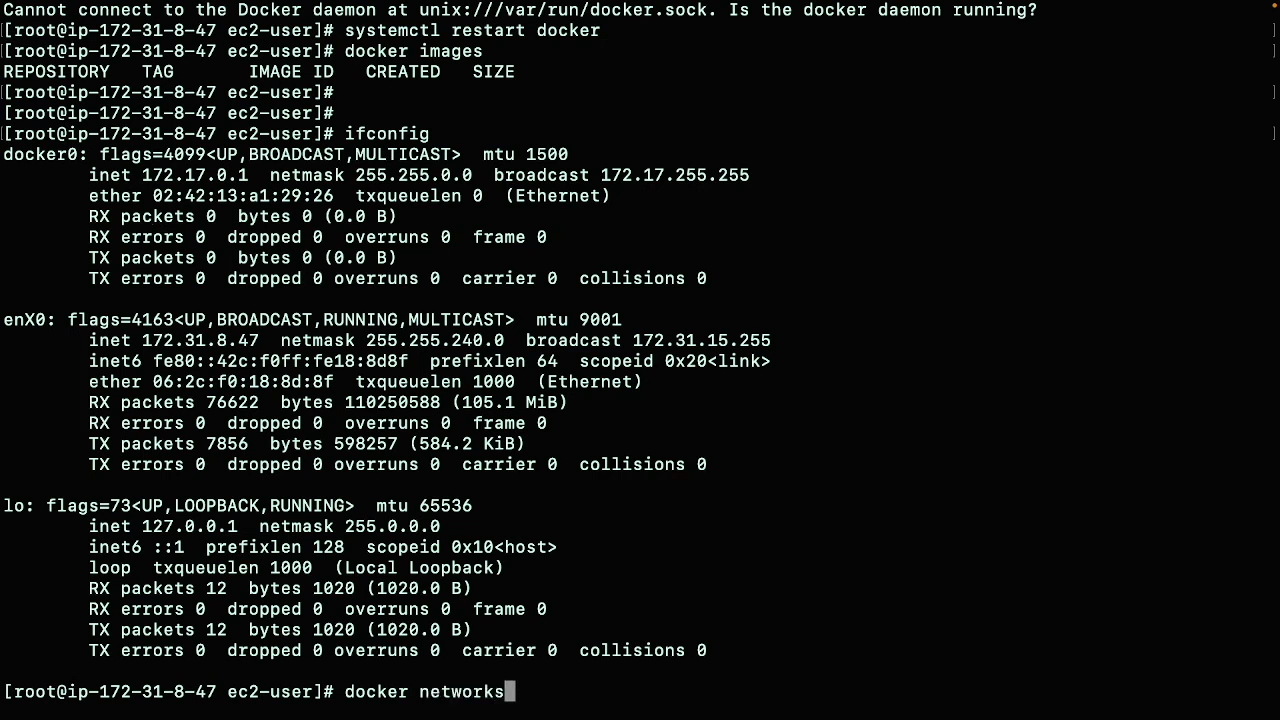 Cannot connect to the Docker daemon at unix:///var/run/docker.sock. Is the docker daemon running?
[root@ip-172-31-8-47 ec2-user]# systemctl restart docker
[root@ip-172-31-8-47 ec2-user]# docker images
REPOSITORY   TAG       IMAGE ID   CREATED   SIZE
[root@ip-172-31-8-47 ec2-user]#
[root@ip-172-31-8-47 ec2-user]#
[root@ip-172-31-8-47 ec2-user]# ifconfig
docker0: flags=4099<UP,BROADCAST,MULTICAST>  mtu 1500
        inet 172.17.0.1  netmask 255.255.0.0  broadcast 172.17.255.255
        ether 02:42:13:a1:29:26  txqueuelen 0  (Ethernet)
        RX packets 0  bytes 0 (0.0 B)
        RX errors 0  dropped 0  overruns 0  frame 0
        TX packets 0  bytes 0 (0.0 B)
        TX errors 0  dropped 0 overruns 0  carrier 0  collisions 0
enX0: flags=4163<UP,BROADCAST,RUNNING,MULTICAST>  mtu 9001
        inet 172.31.8.47  netmask 255.255.240.0  broadcast 172.31.15.255
        inet6 fe80::42c:f0ff:fe18:8d8f  prefixlen 64  scopeid 0x20<link>
        ether 06:2c:f0:18:8d:8f  txqueuelen 1000  (Ethernet)
        RX packets 76622  bytes 110250588 (105.1 MiB)
        RX errors 0  dropped 0  overruns 0  frame 0
        TX packets 7856  bytes 598257 (584.2 KiB)
        TX errors 0  dropped 0 overruns 0  carrier 0  collisions 0
lo: flags=73<UP,LOOPBACK,RUNNING>  mtu 65536
        inet 127.0.0.1  netmask 255.0.0.0
        inet6 ::1  prefixlen 128  scopeid 0x10<host>
        loop  txqueuelen 1000  (Local Loopback)
        RX packets 12  bytes 1020 (1020.0 B)
        RX errors 0  dropped 0  overruns 0  frame 0
        TX packets 12  bytes 1020 (1020.0 B)
        TX errors 0  dropped 0 overruns 0  carrier 0  collisions 0
[root@ip-172-31-8-47 ec2-user]# docker networks